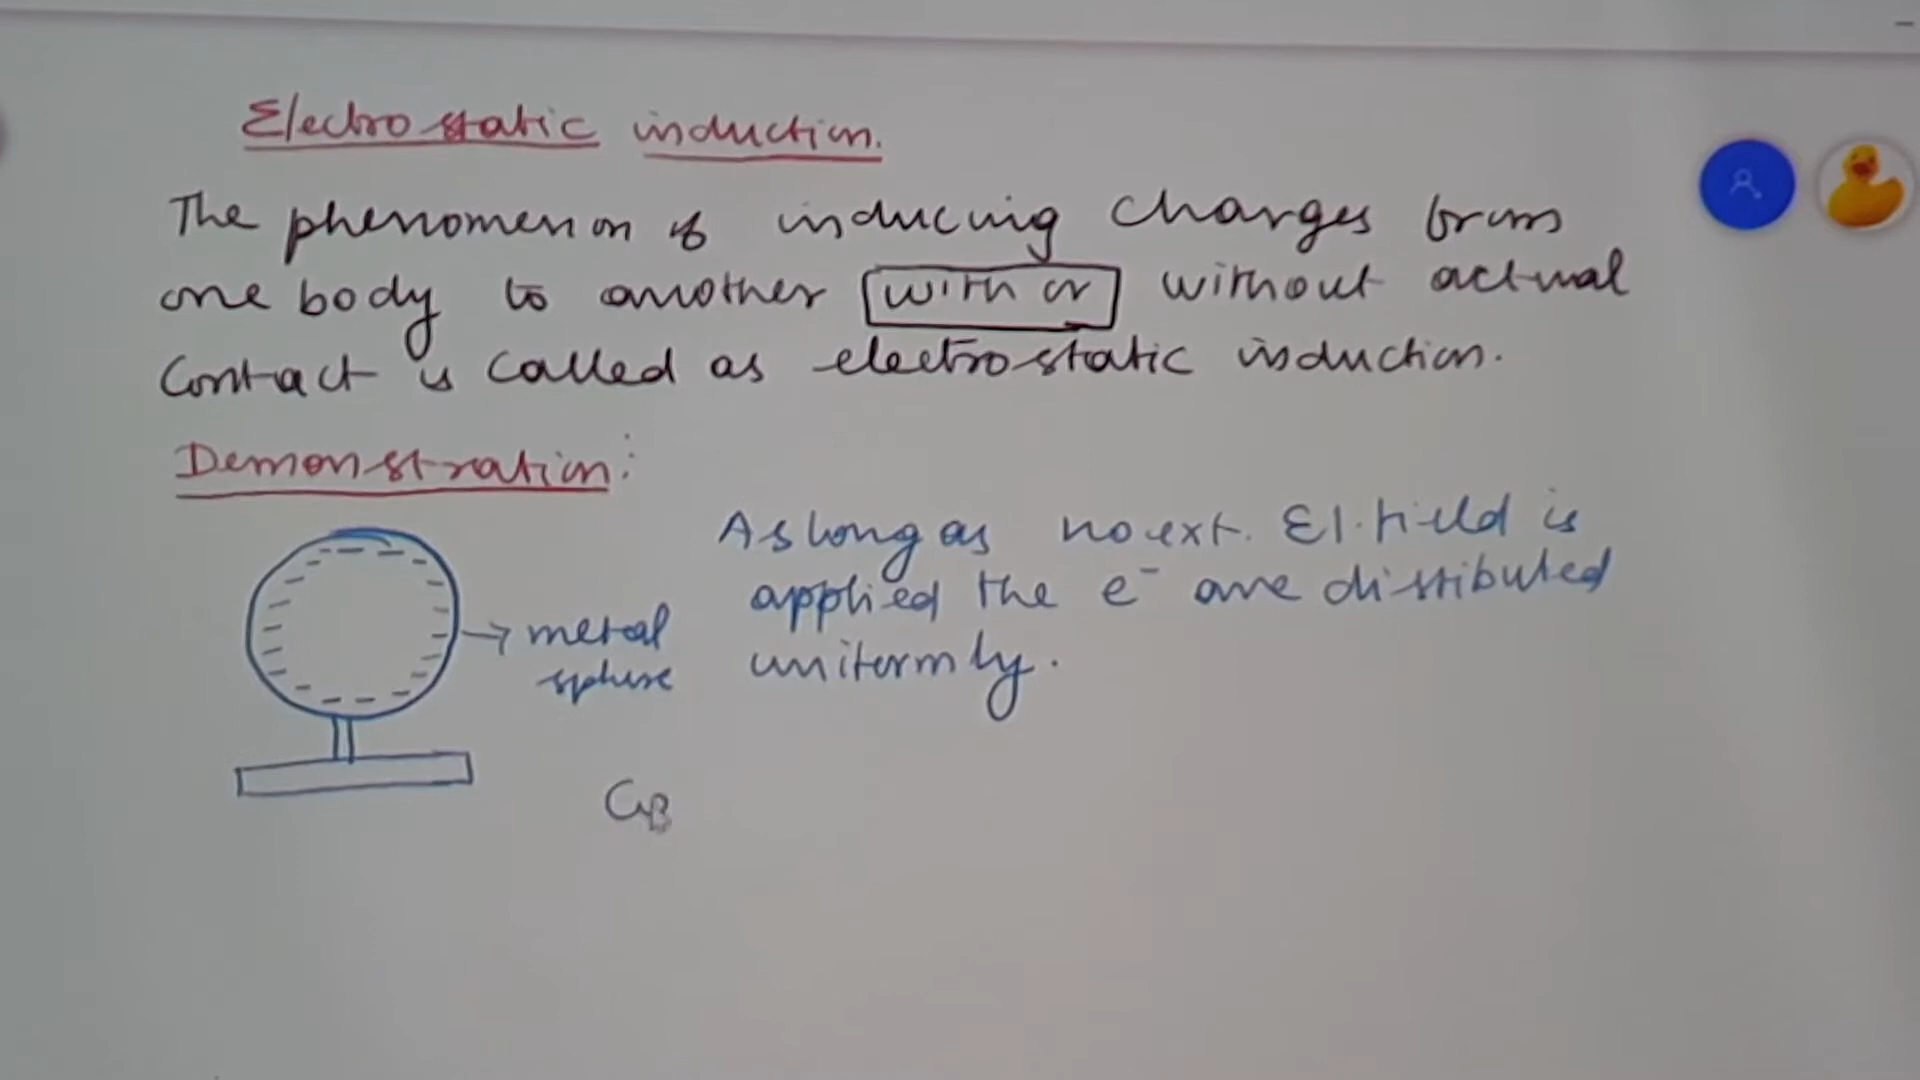 Electrostatic induction.
The phenomenon of inducing charges from
one body to another with or without actual
Contact is called as electrostatic induction.
Demonstration:
As long as no ext. El. field is
applied the e⁻ are distributed
uniformly.
→ metal
sphere